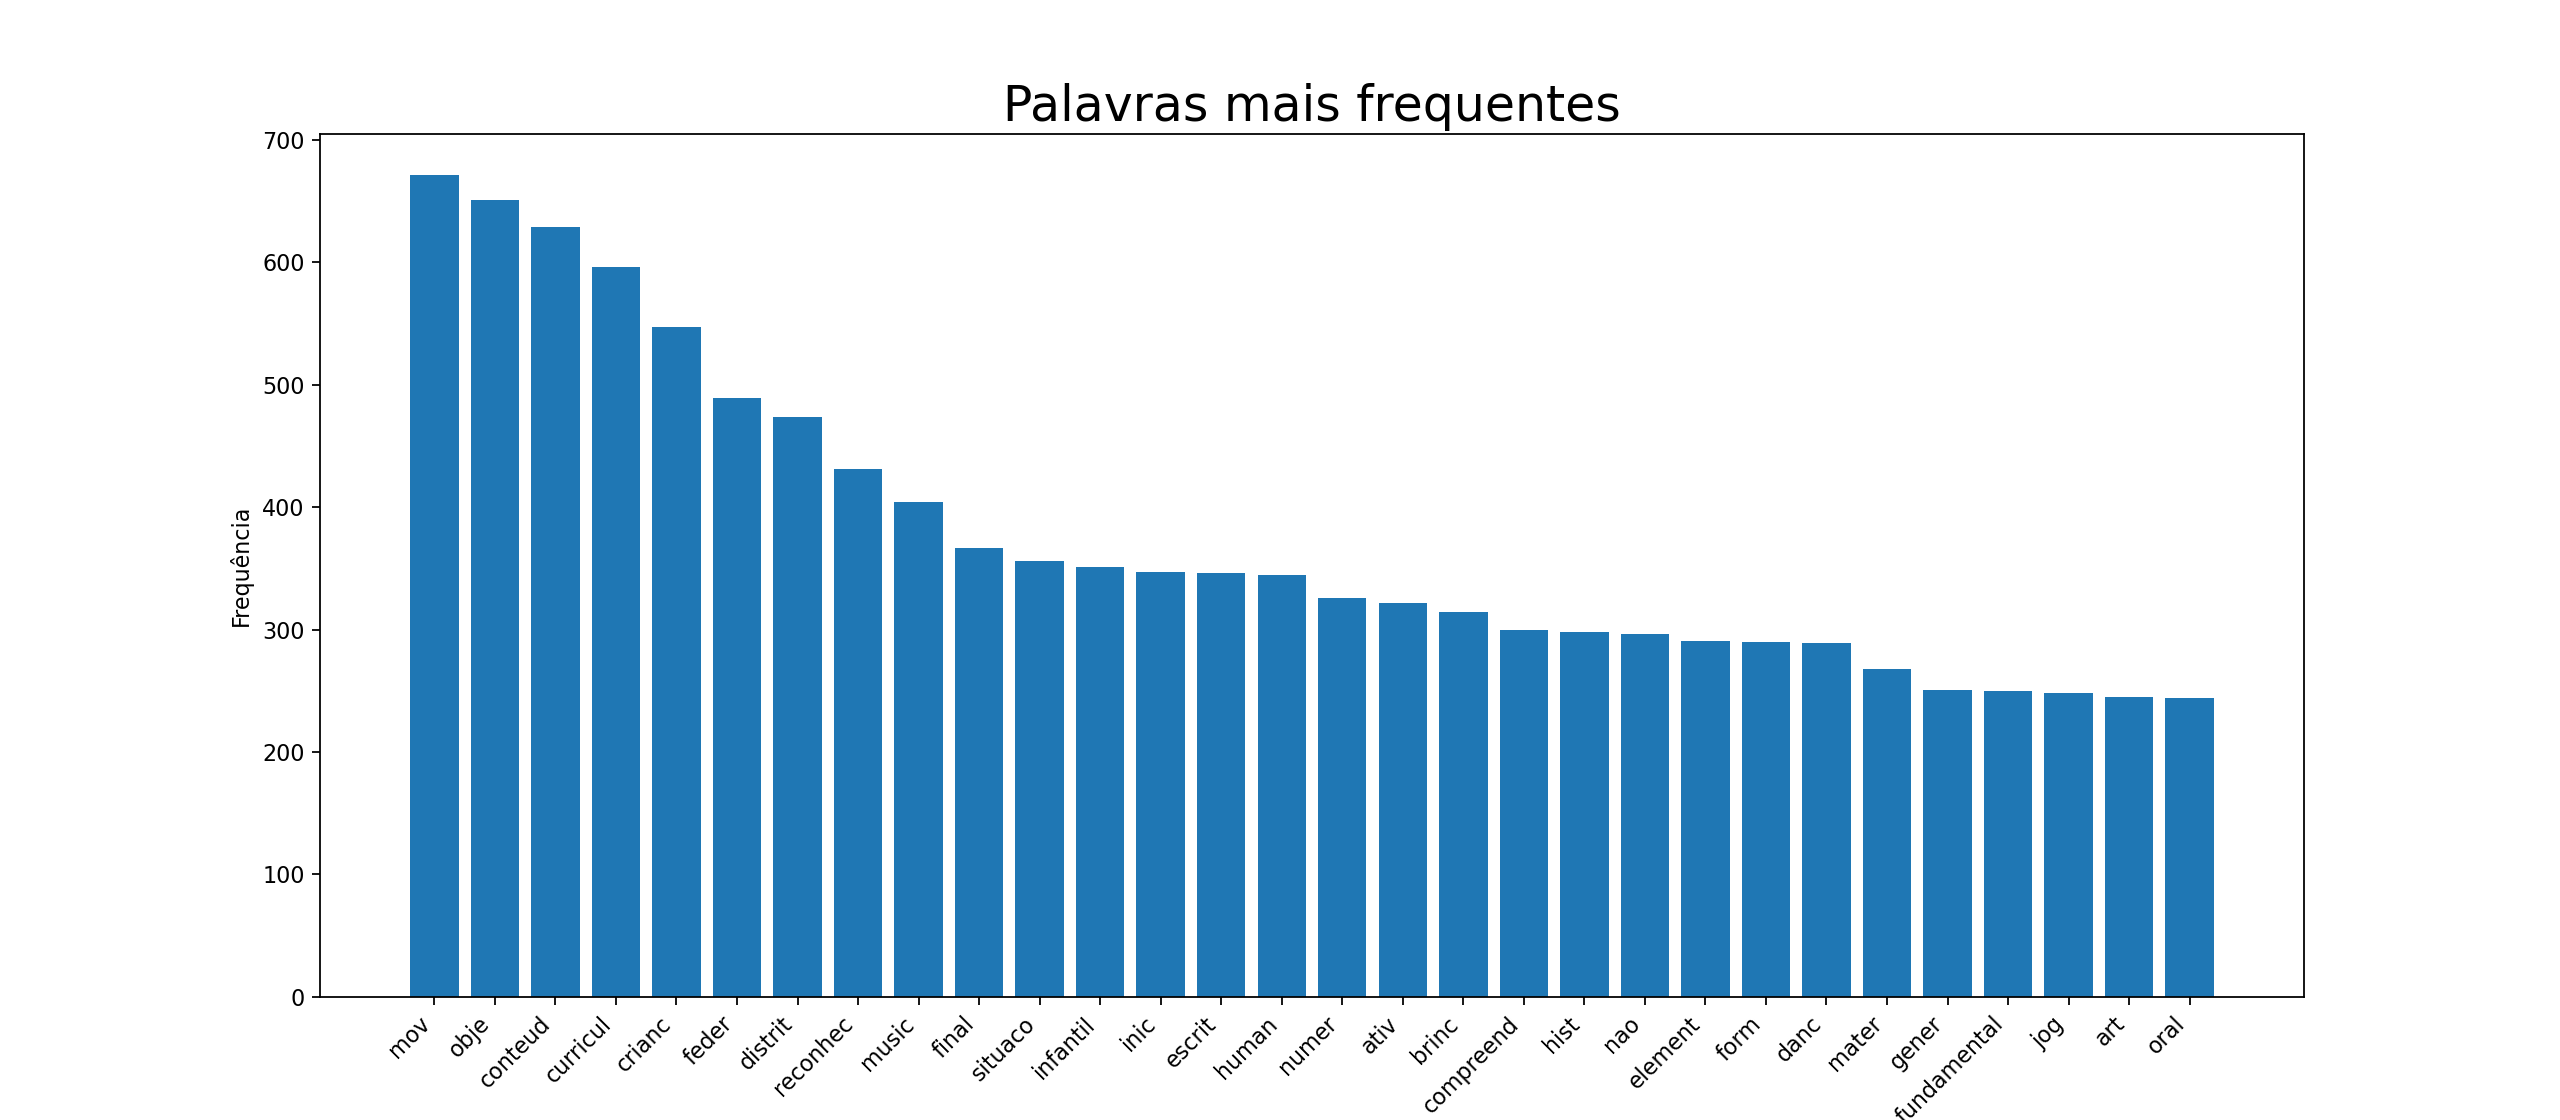 Palavras mais frequentes
Frequência
700
600
500
400
300
200
100
0
mov
obje
conteud
curricul
crianc
feder
distrit
reconhec
music
final
situaco
infantil
inic
escrit
human
numer
ativ
brinc
compreend
hist
nao
element
form
danc
mater
gener
fundamental
jog
art
oral